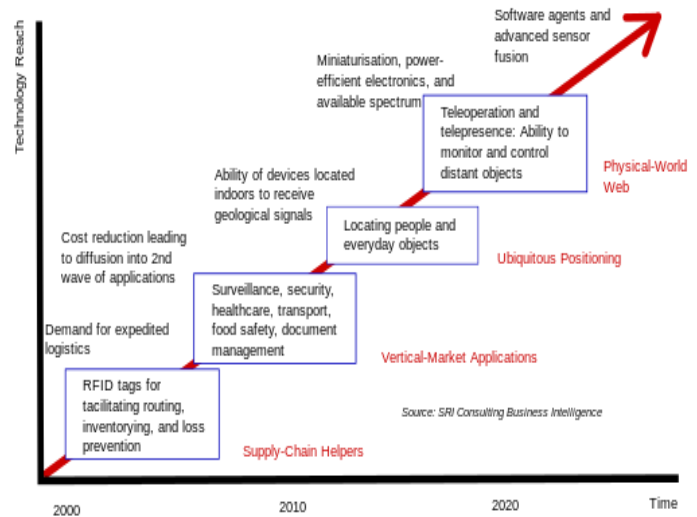 Technology Reach
Software agents and
advanced sensor
fusion
Miniaturisation, power-
efficient electronics, and
available spectrum
Teleoperation and
telepresence: Ability to
monitor and control
distant objects
Physical-World
Web
Ability of devices located
indoors to receive
geological signals
Locating people and
everyday objects
Ubiquitous Positioning
Cost reduction leading
to diffusion into 2nd
wave of applications
Surveillance, security,
healthcare, transport,
food safety, document
management
Vertical-Market Applications
Demand for expedited
logistics
RFID tags for
tacilitating routing,
inventorying, and loss
prevention
Supply-Chain Helpers
Source: SRI Consulting Business Intelligence
2000
2010
2020
Time